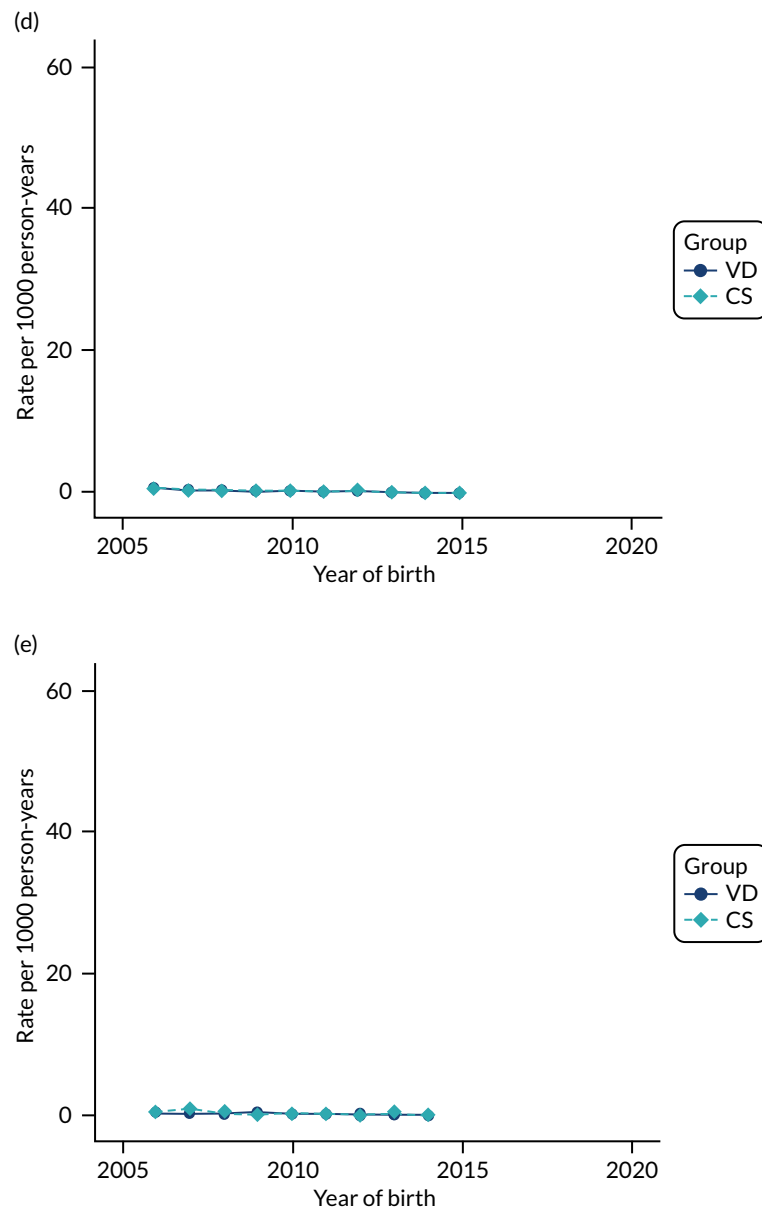 (d)
60
40
20
0
Rate per 1000 person-years
2005 2010 2015 2020
Year of birth
Group
VD
CS
(e)
60
40
20
0
Rate per 1000 person-years
2005 2010 2015 2020
Year of birth
Group
VD
CS